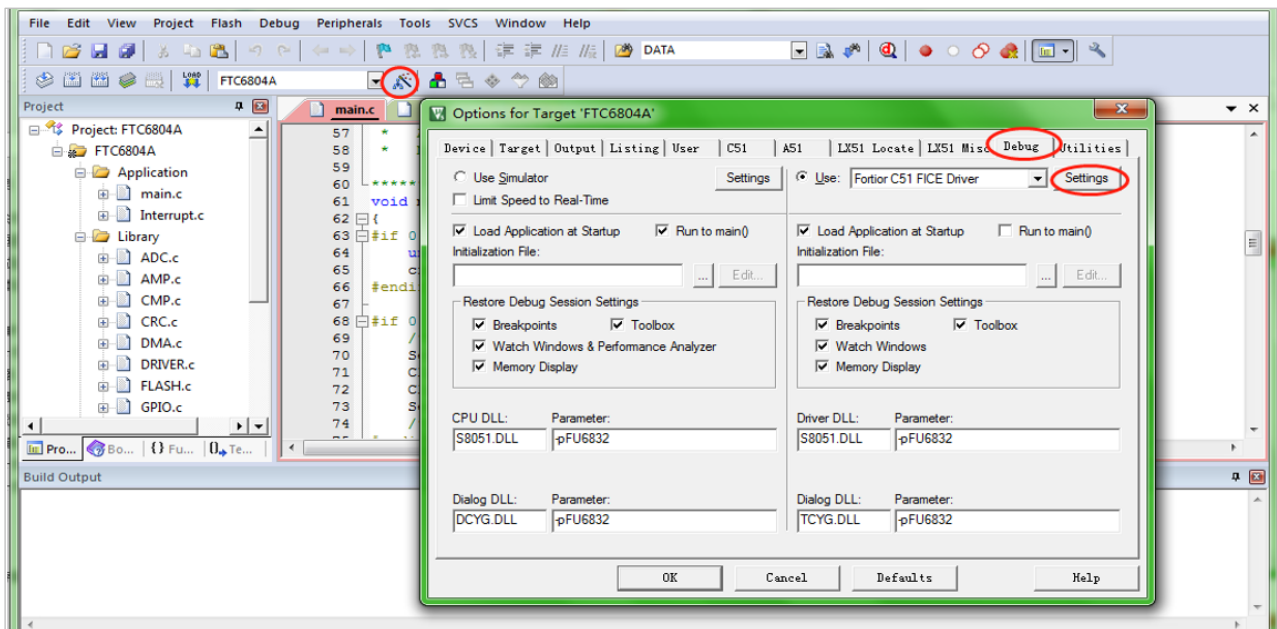 File Edit View Project Flash Debug Peripherals Tools SVCS Window Help
DATA
LOAD FTC6804A
Project
main.c
Project: FTC6804A
FTC6804A
Application
main.c
Interrupt.c
Library
ADC.c
AMP.c
CMP.c
CRC.c
DMA.c
DRIVER.c
FLASH.c
GPIO.c
Pro... Bo... {} Fu... Te...
57 *
58 *
59
60 *****
61 void
62 {
63 #if 0
64
65
66 #endi
67
68 #if 0
69 /
70 S
71 C
72 C
73 S
74 /
Options for Target 'FTC6804A'
Device Target Output Listing User C51 A51 LX51 Locate LX51 Misc Debug Utilities
Use Simulator Settings
Limit Speed to Real-Time
Load Application at Startup Run to main()
Initialization File:
... Edit...
Restore Debug Session Settings
Breakpoints Toolbox
Watch Windows & Performance Analyzer
Memory Display
CPU DLL: Parameter:
S8051.DLL -pFU6832
Dialog DLL: Parameter:
DCYG.DLL -pFU6832
Use: Fortior C51 FICE Driver Settings
Load Application at Startup Run to main()
Initialization File:
... Edit...
Restore Debug Session Settings
Breakpoints Toolbox
Watch Windows
Memory Display
Driver DLL: Parameter:
S8051.DLL -pFU6832
Dialog DLL: Parameter:
TCYG.DLL -pFU6832
OK Cancel Defaults Help
Build Output